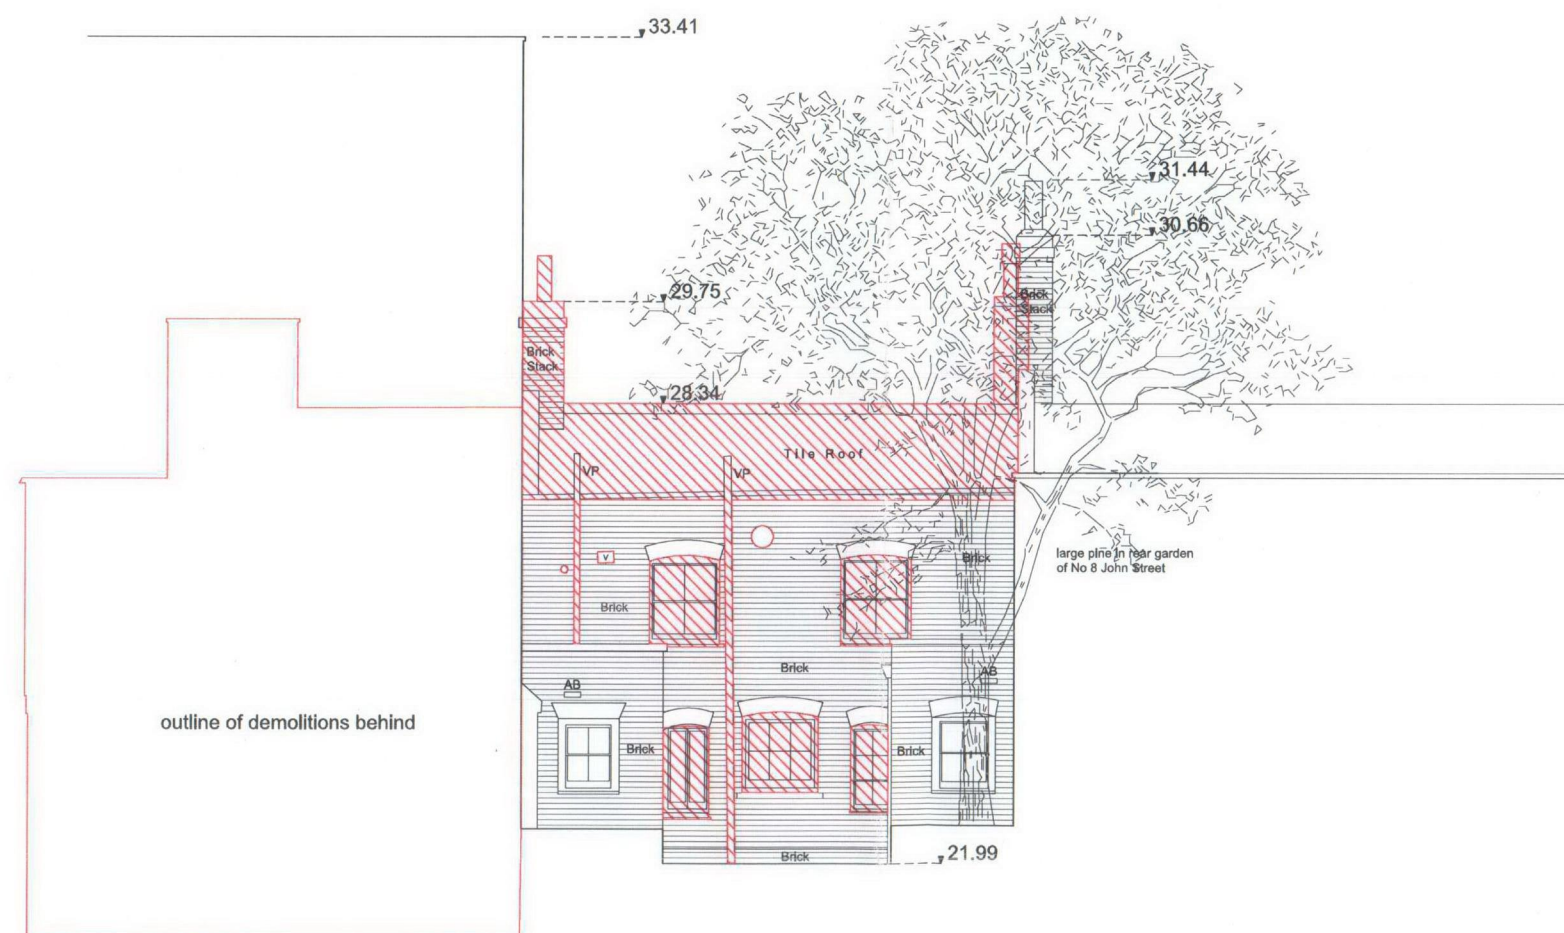 33.41
31.44
30.66
29.75
Brick
Stack
Brick
Stack
28.34
Tile Roof
VP
VP
v
large pine in rear garden
of No 8 John Street
Brick
Brick
Brick
AB
AB
outline of demolitions behind
Brick
Brick
Brick
21.99